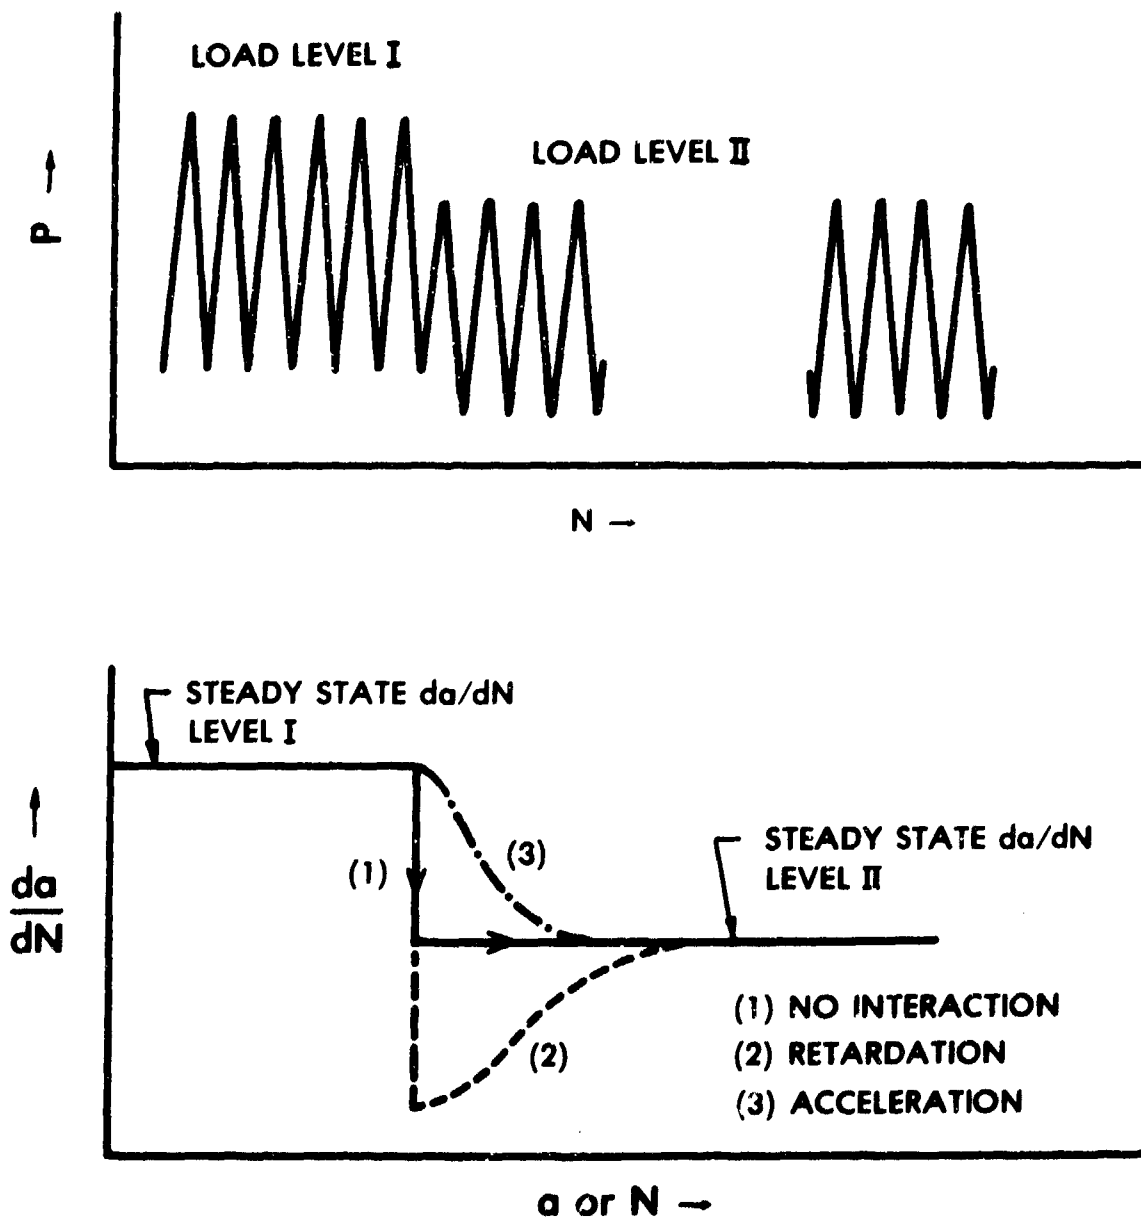 LOAD LEVEL I
LOAD LEVEL II
P →
N →
STEADY STATE da/dN
LEVEL I
(3)
(1)
STEADY STATE da/dN
LEVEL II
da
dN →
(2)
(1) NO INTERACTION
(2) RETARDATION
(3) ACCELERATION
a or N →